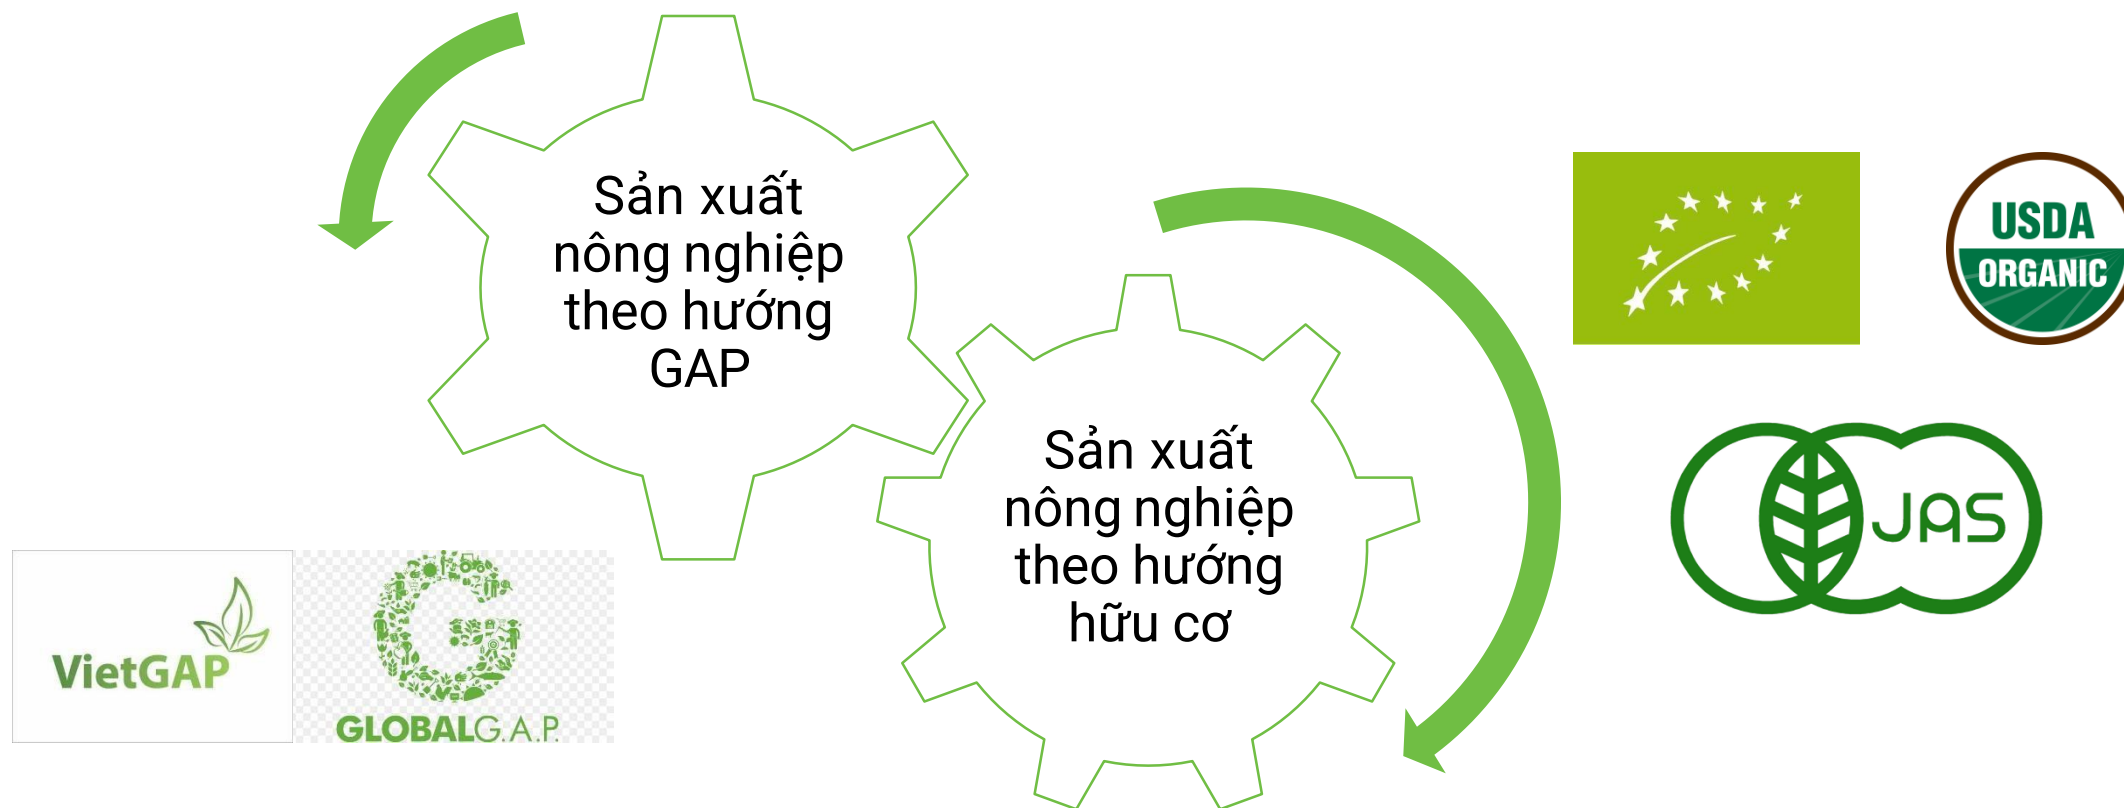 Sản xuất
nông nghiệp
theo hướng
GAP
Sản xuất
nông nghiệp
theo hướng
hữu cơ
VietGAP
GLOBALG.A.P.
USDA
ORGANIC
JAS